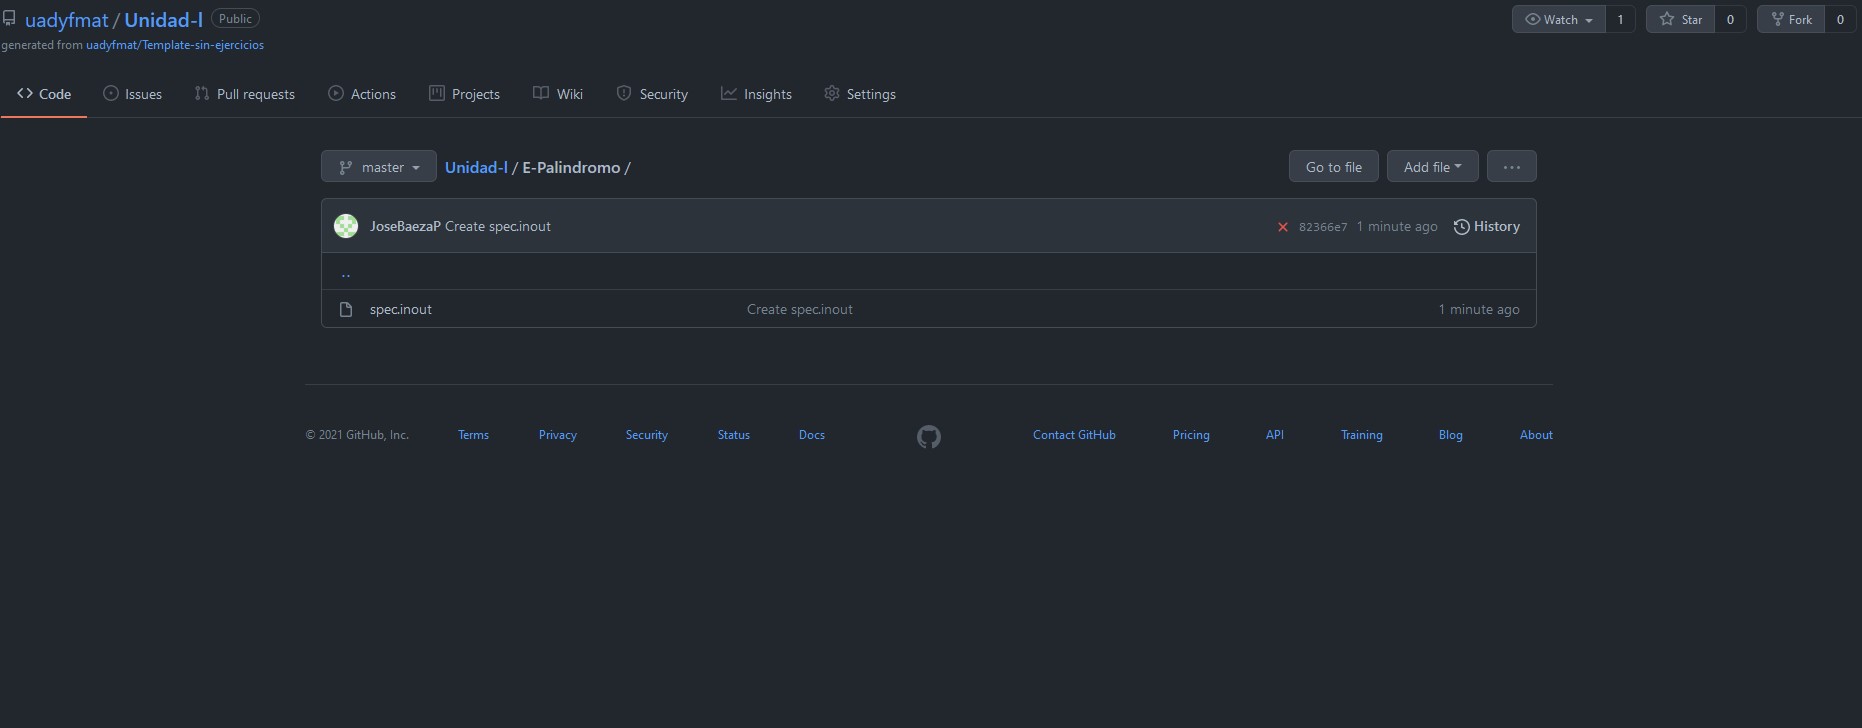 uadyfmat / Unidad-I Public
Watch 1 Star 0 Fork 0
generated from uadyfmat/Template-sin-ejercicios
Code Issues Pull requests Actions Projects Wiki Security Insights Settings
master Unidad-I / E-Palindromo / Go to file Add file ...
JoseBaezaP Create spec.inout 82366e7 1 minute ago History
..
spec.inout Create spec.inout 1 minute ago
© 2021 GitHub, Inc. Terms Privacy Security Status Docs Contact GitHub Pricing API Training Blog About